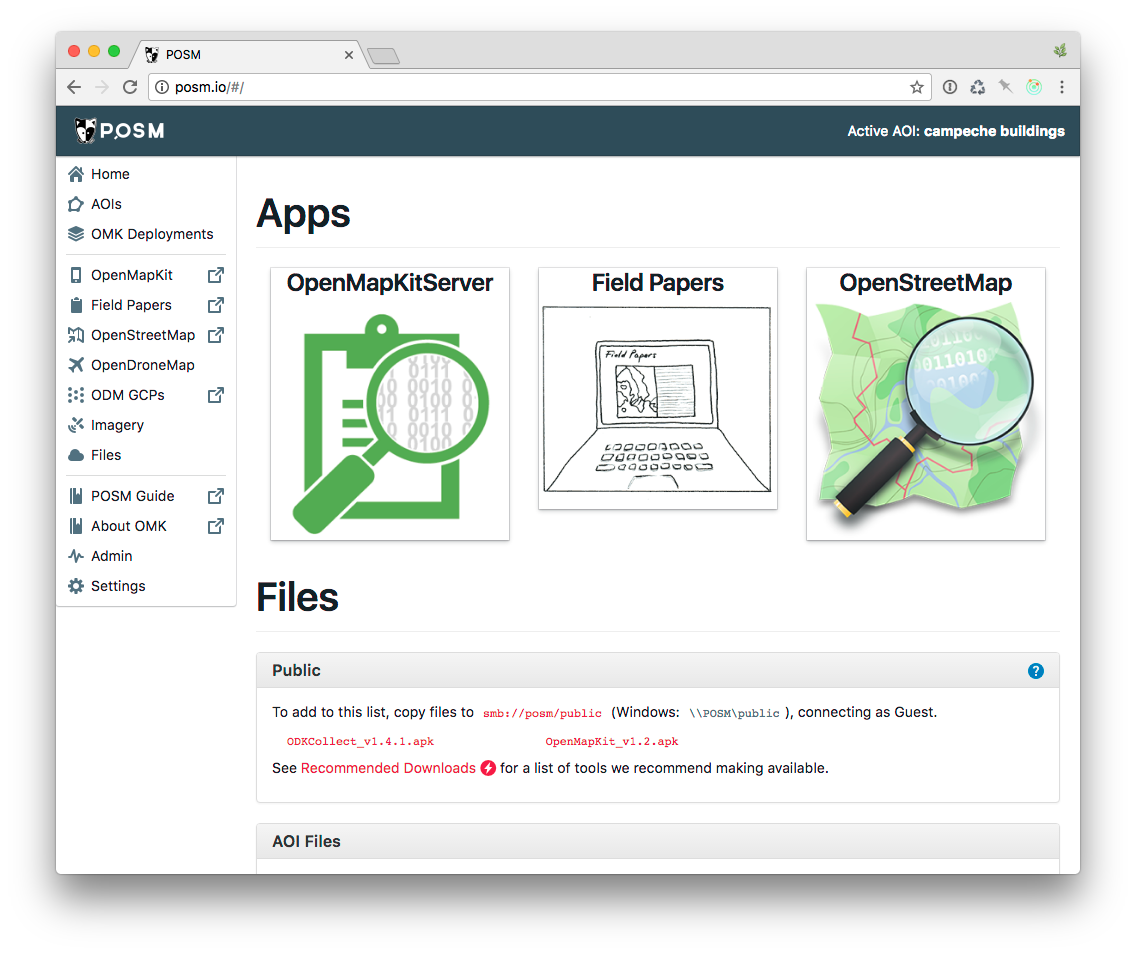 POSM
posm.io/#/
POSM
Active AOI: campeche buildings
Home
AOIs
OMK Deployments
OpenMapKit
Field Papers
OpenStreetMap
OpenDroneMap
ODM GCPs
Imagery
Files
POSM Guide
About OMK
Admin
Settings
Apps
OpenMapKitServer
Field Papers
OpenStreetMap
Field Papers
Files
Public
To add to this list, copy files to smb://posm/public (Windows: \\POSM\public ), connecting as Guest.
ODKCollect_v1.4.1.apk OpenMapKit_v1.2.apk
See Recommended Downloads for a list of tools we recommend making available.
AOI Files